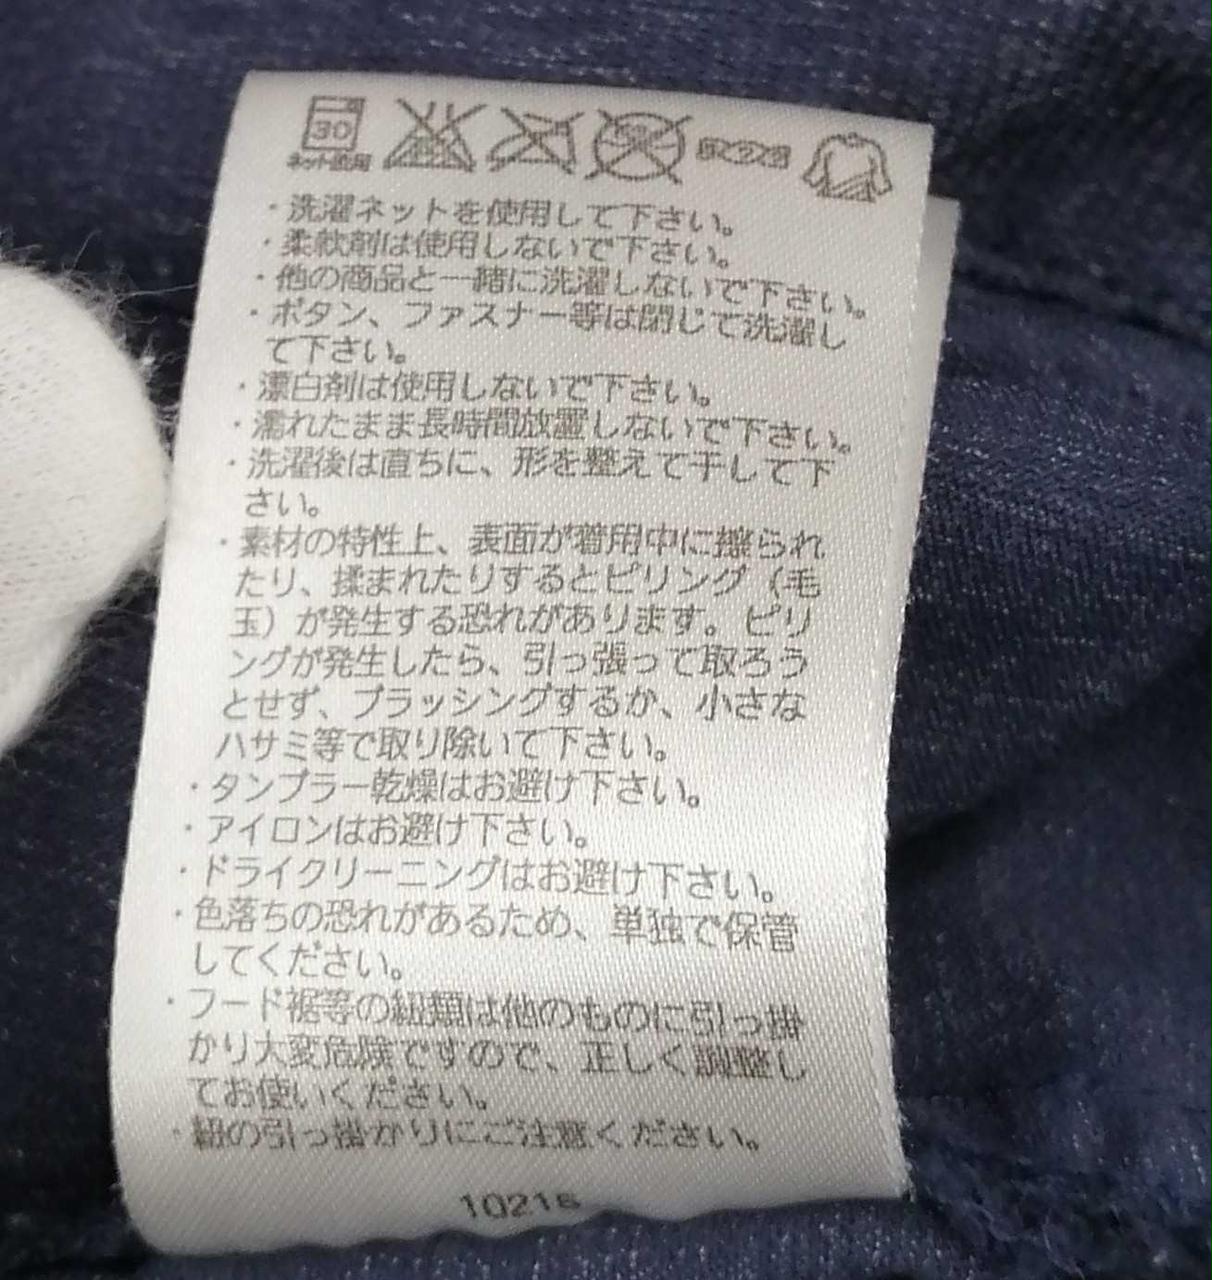 30
ネット使用
・洗濯ネットを使用して下さい。
・柔軟剤は使用しないで下さい。
・他の商品と一緒に洗濯しないで下さい。
・ボタン、ファスナー等は閉じて洗濯し
て下さい。
・漂白剤は使用しないで下さい。
・濡れたまま長時間放置しないで下さい。
・洗濯後は直ちに、形を整えて干して下
さい。
・素材の特性上、表面が着用中に擦られ
たり、揉まれたりするとピリング（毛
玉）が発生する恐れがあります。ピリ
ングが発生したら、引っ張って取ろう
とせず、ブラッシングするか、小さな
ハサミ等で取り除いて下さい。
・タンブラー乾燥はお避け下さい。
・アイロンはお避け下さい。
・ドライクリーニングはお避け下さい。
・色落ちの恐れがあるため、単独で保管
してください。
・フード裾等の紐類は他のものに引っ掛
かり大変危険ですので、正しく調整し
てお使いください。
・紐の引っ掛かりにご注意ください。